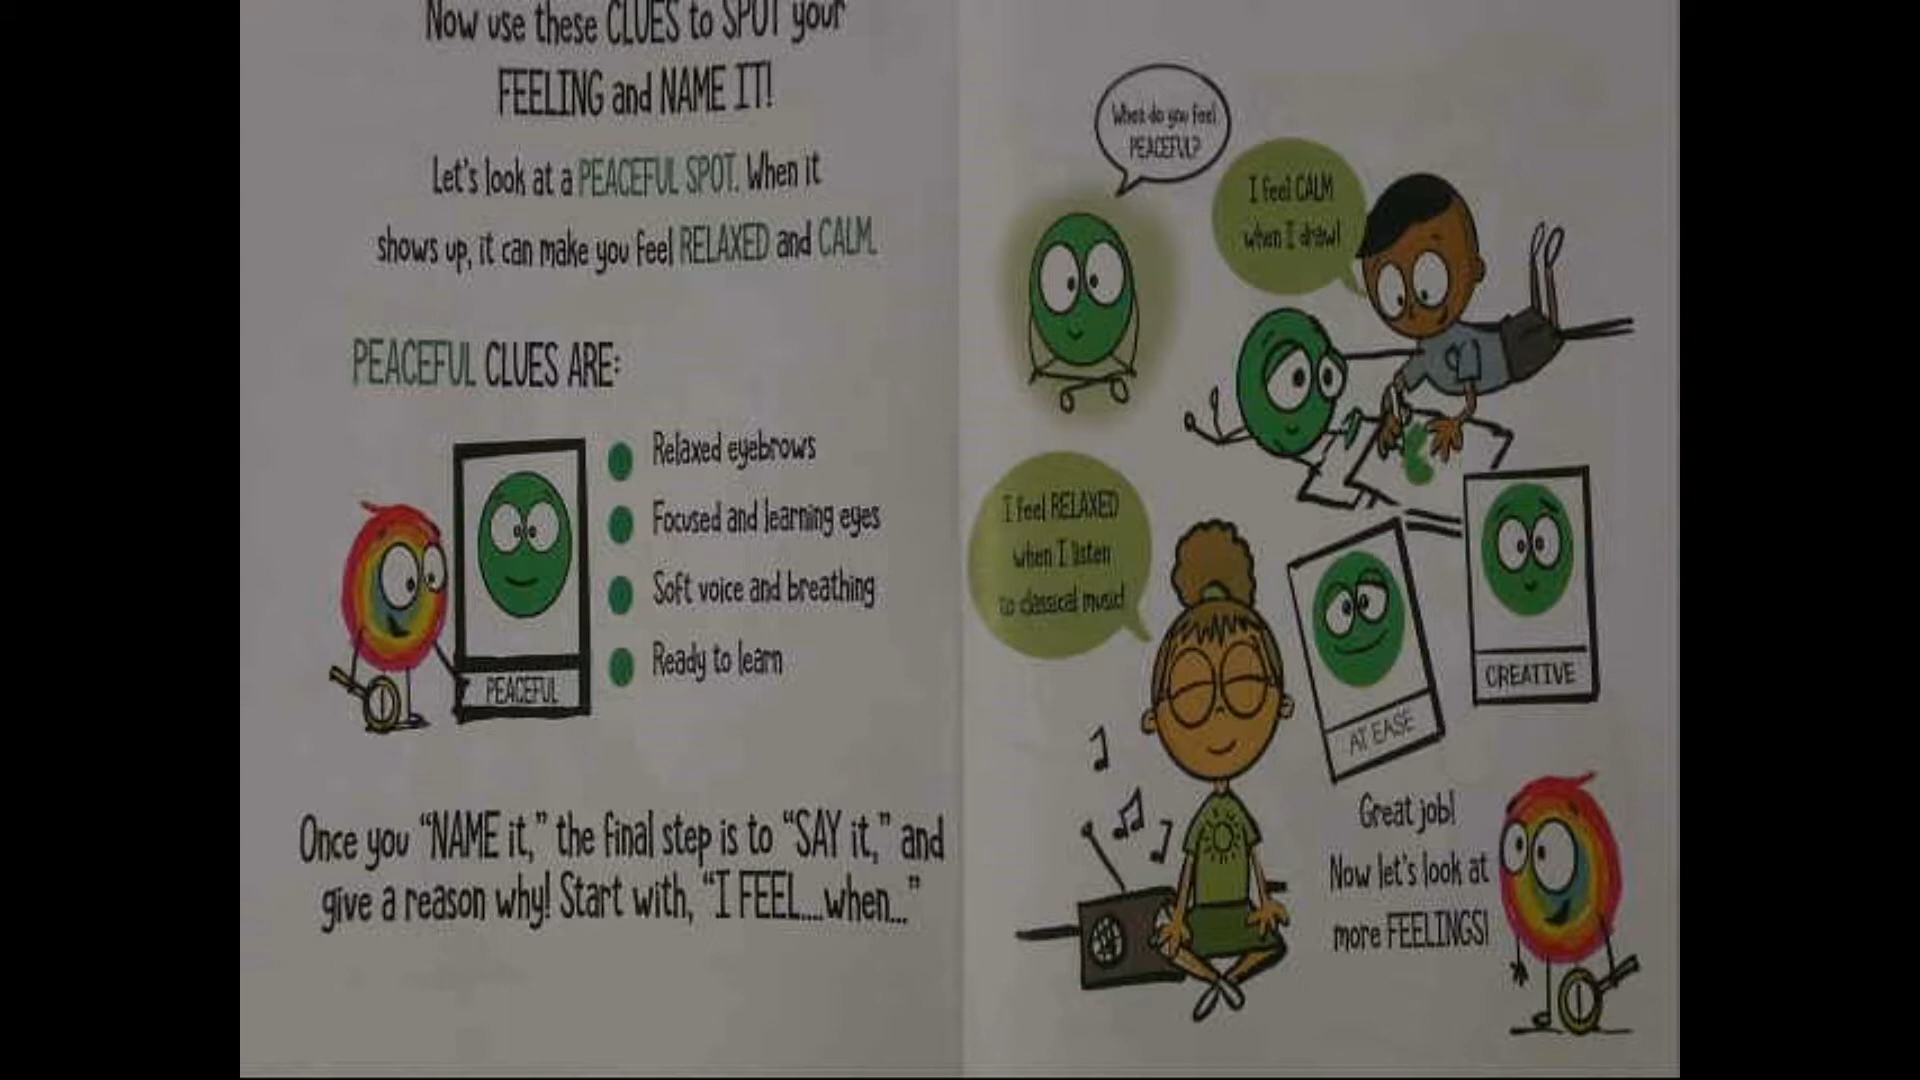 Now use these CLUES to SPOT your
FEELING and NAME IT!
Let's look at a PEACEFUL SPOT. When it
shows up, it can make you feel RELAXED and CALM.
PEACEFUL CLUES ARE:
Relaxed eyebrows
Focused and learning eyes
Soft voice and breathing
Ready to learn
PEACEFUL
Once you “NAME it,” the final step is to “SAY it,” and
give a reason why! Start with, “I FEEL....when...”
When do you feel
PEACEFUL?
I feel CALM
when I draw!
I feel RELAXED
when I listen
to classical music!
AT EASE
CREATIVE
Great job!
Now let's look at
more FEELINGS!